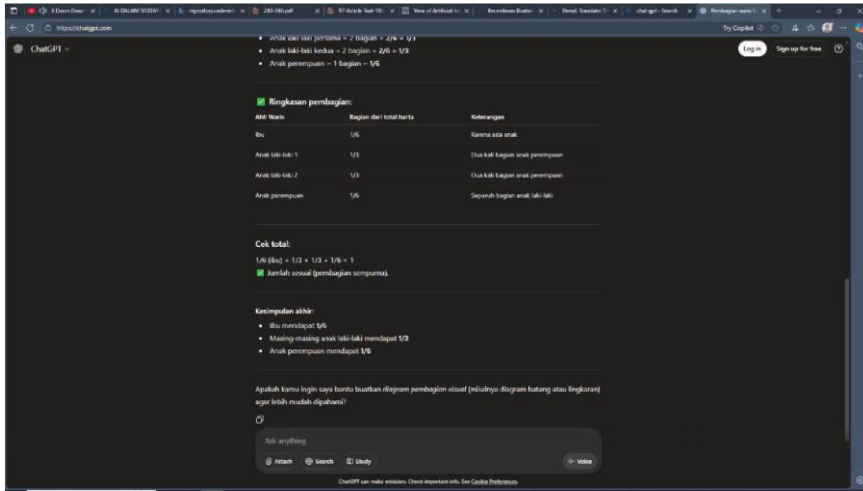 https://chatgpt.com
Try Copilot
ChatGPT
Log in
Sign up for free
Anak laki-laki pertama = 2 bagian = 2/6 = 1/3
Anak laki-laki kedua = 2 bagian = 2/6 = 1/3
Anak perempuan = 1 bagian = 1/6
✅ Ringkasan pembagian:
Ahli Waris Bagian dari total harta Keterangan
Ibu 1/6 Karena ada anak
Anak laki-laki 1 1/3 Dua kali bagian anak perempuan
Anak laki-laki 2 1/3 Dua kali bagian anak perempuan
Anak perempuan 1/6 Separuh bagian anak laki-laki
Cek total:
1/6 (ibu) + 1/3 + 1/3 + 1/6 = 1
✅ Jumlah sesuai (pembagian sempurna).
Kesimpulan akhir:
Ibu mendapat 1/6
Masing-masing anak laki-laki mendapat 1/3
Anak perempuan mendapat 1/6
Apakah kamu ingin saya bantu buatkan diagram pembagian visual (misalnya diagram batang atau lingkaran)
agar lebih mudah dipahami?
Ask anything
Attach Search Study Voice
ChatGPT can make mistakes. Check important info. See Cookie Preferences.